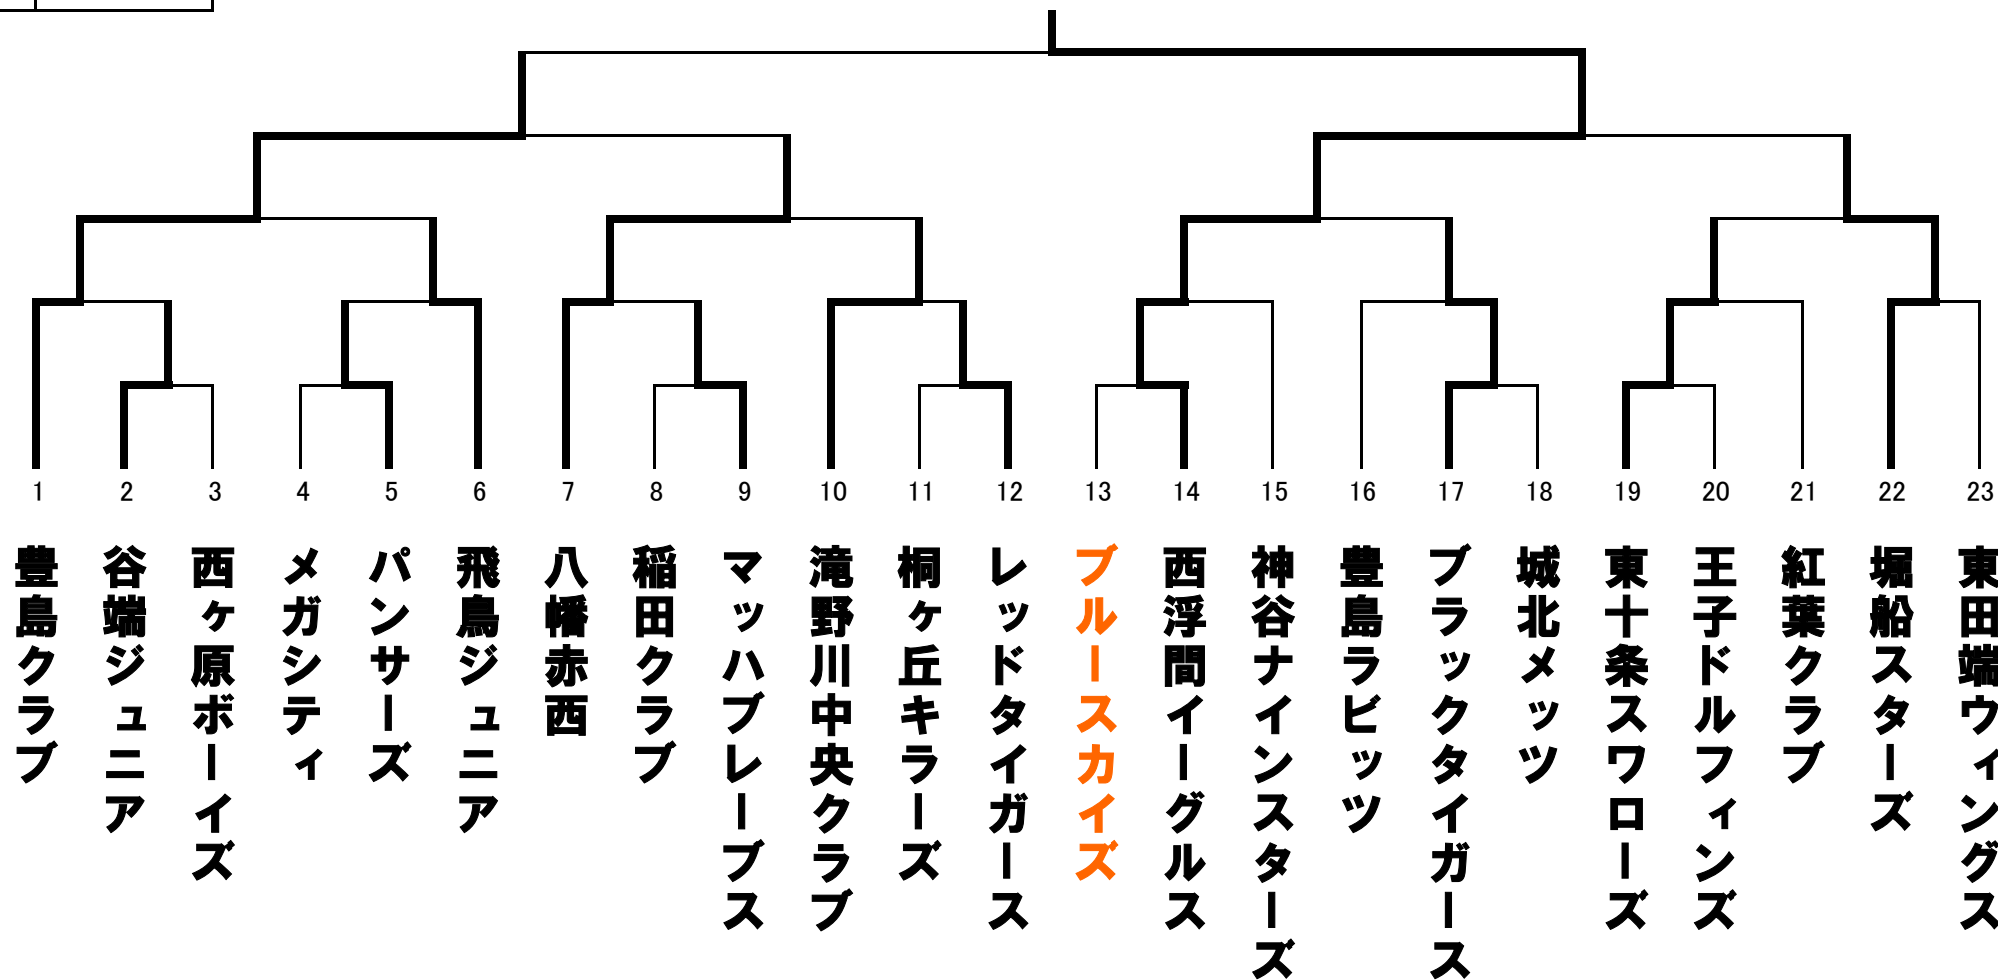 1
2
3
4
5
6
7
8
9
10
11
12
13
14
15
16
17
18
19
20
21
22
23
豊島クラブ
谷端ジュニア
西ヶ原ボーイズ
メガシティ
パンサーズ
飛鳥ジュニア
八幡赤西
稲田クラブ
マッハブレーブス
滝野川中央クラブ
桐ヶ丘キラーズ
レッドタイガース
ブルースカイズ
西浮間イーグルス
神谷ナインスターズ
豊島ラビッツ
ブラックタイガース
城北メッツ
東十条スワローズ
王子ドルフィンズ
紅葉クラブ
堀船スターズ
東田端ウィングス